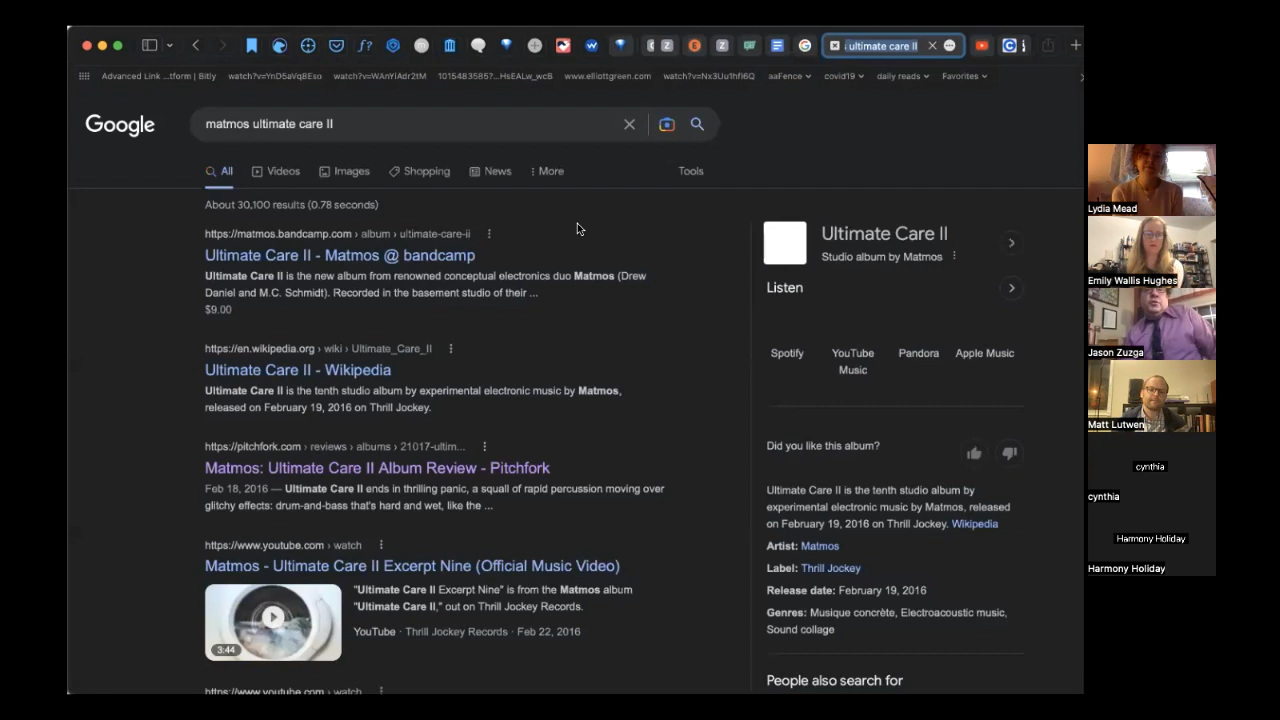 ultimate care II
Advanced Link ...tform | Bitly
watch?v=YnD5aVq8Eso
watch?v=WAnYlAdr2tM
1015483585?...HsEALw_wcB
www.elliottgreen.com
watch?v=Nx3Uu1hfI6Q
aaFence
covid19
daily reads
Favorites
Google
matmos ultimate care II
All
Videos
Images
Shopping
News
More
Tools
About 30,100 results (0.78 seconds)
https://matmos.bandcamp.com › album › ultimate-care-ii
Ultimate Care II - Matmos @ bandcamp
Ultimate Care II is the new album from renowned conceptual electronics duo Matmos (Drew
Daniel and M.C. Schmidt). Recorded in the basement studio of their ...
$9.00
https://en.wikipedia.org › wiki › Ultimate_Care_II
Ultimate Care II - Wikipedia
Ultimate Care II is the tenth studio album by experimental electronic music by Matmos,
released on February 19, 2016 on Thrill Jockey.
https://pitchfork.com › reviews › albums › 21017-ultim...
Matmos: Ultimate Care II Album Review - Pitchfork
Feb 18, 2016 — Ultimate Care II ends in thrilling panic, a squall of rapid percussion moving over
glitchy effects: drum-and-bass that's hard and wet, like the ...
https://www.youtube.com › watch
Matmos - Ultimate Care II Excerpt Nine (Official Music Video)
"Ultimate Care II Excerpt Nine" is from the Matmos album
"Ultimate Care II," out on Thrill Jockey Records.
YouTube · Thrill Jockey Records · Feb 22, 2016
3:44
https://www.youtube.com › watch
Ultimate Care II
Studio album by Matmos
Listen
Spotify
YouTube
Music
Pandora
Apple Music
Did you like this album?
Ultimate Care II is the tenth studio album by
experimental electronic music by Matmos, released
on February 19, 2016 on Thrill Jockey. Wikipedia
Artist: Matmos
Label: Thrill Jockey
Release date: February 19, 2016
Genres: Musique concrète, Electroacoustic music,
Sound collage
People also search for
Lydia Mead
Emily Wallis Hughes
Jason Zuzga
Matt Lutwen
cynthia
cynthia
Harmony Holiday
Harmony Holiday